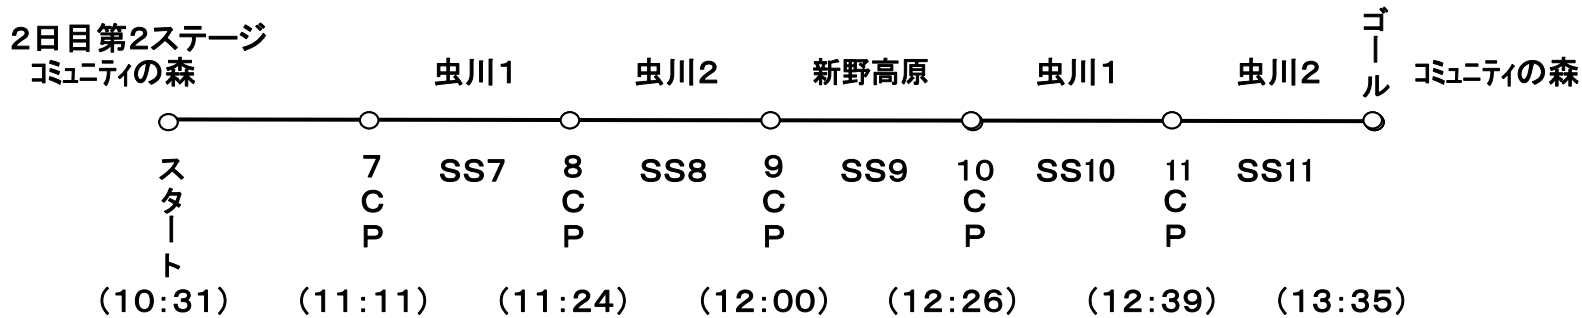 2日目第2ステージ
コミュニティの森
虫川1
虫川2
新野高原
虫川1
虫川2
ゴール
コミュニティの森
スタート
7CP
SS7
8CP
SS8
9CP
SS9
10CP
SS10
11CP
SS11
(10:31)
(11:11)
(11:24)
(12:00)
(12:26)
(12:39)
(13:35)